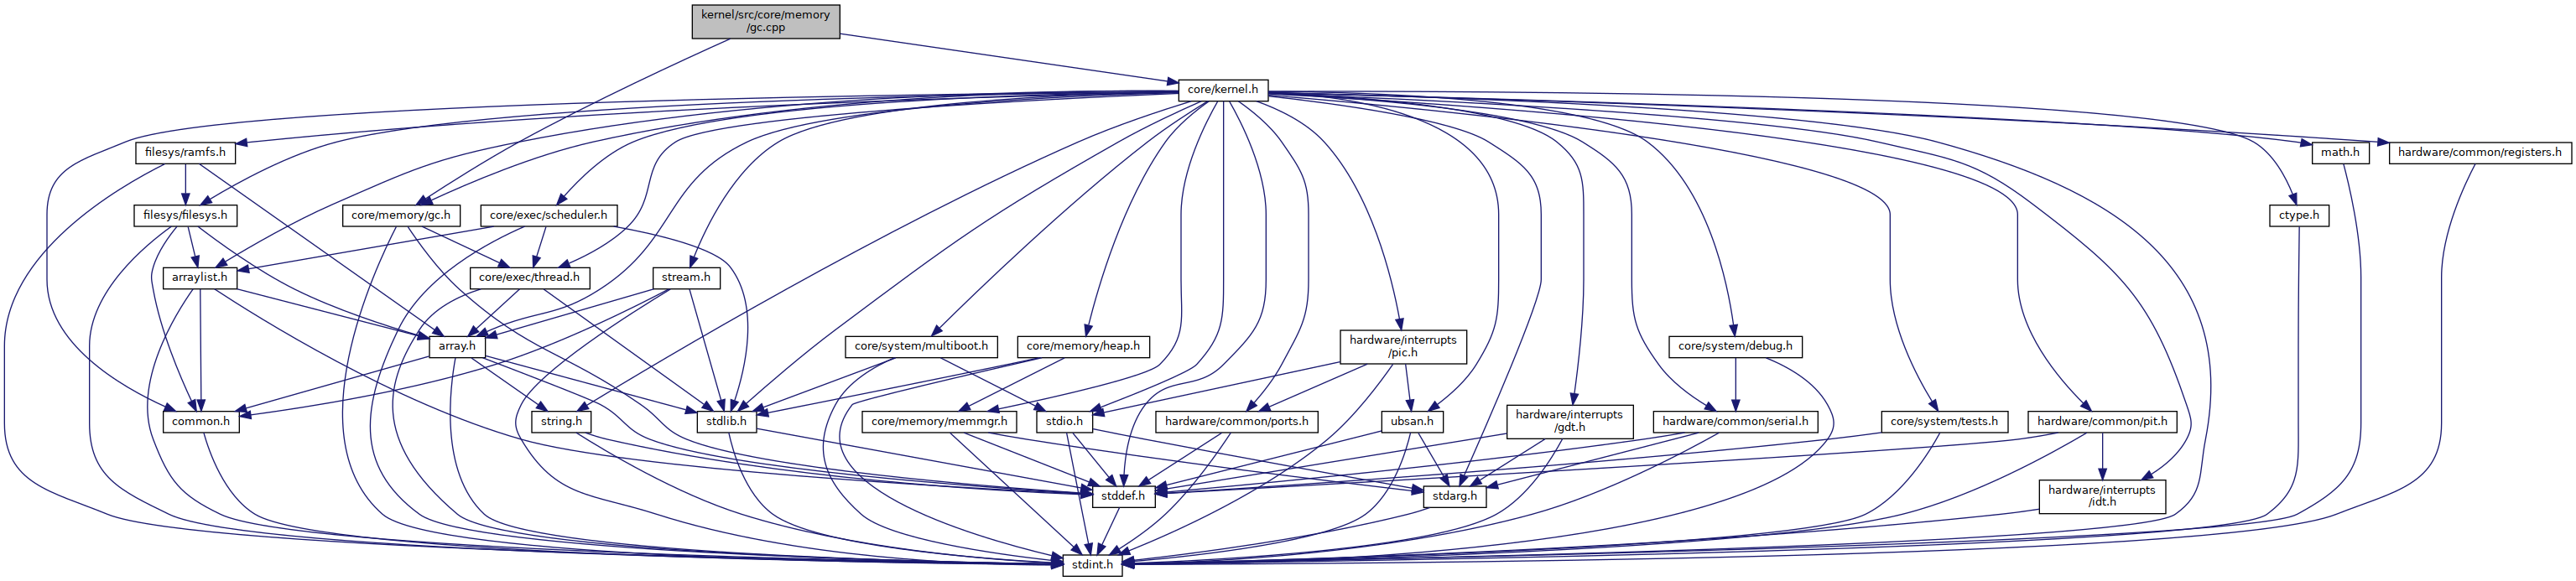 kernel/src/core/memory
/gc.cpp
core/kernel.h
filesys/ramfs.h
math.h
hardware/common/registers.h
filesys/filesys.h
core/memory/gc.h
core/exec/scheduler.h
ctype.h
arraylist.h
core/exec/thread.h
stream.h
array.h
core/system/multiboot.h
core/memory/heap.h
hardware/interrupts
/pic.h
core/system/debug.h
common.h
string.h
stdlib.h
core/memory/memmgr.h
stdio.h
hardware/common/ports.h
ubsan.h
hardware/interrupts
/gdt.h
hardware/common/serial.h
core/system/tests.h
hardware/common/pit.h
stddef.h
stdarg.h
hardware/interrupts
/idt.h
stdint.h